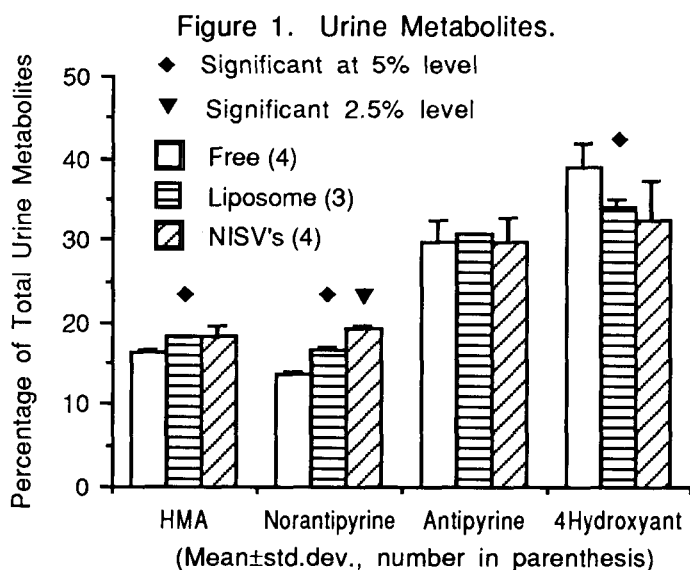 Figure 1. Urine Metabolites.
◆ Significant at 5% level
▼ Significant 2.5% level
Free (4)
Liposome (3)
NISV's (4)
Percentage of Total Urine Metabolites
50
40
30
20
10
0
HMA Norantipyrine Antipyrine 4Hydroxyant
(Mean±std.dev., number in parenthesis)